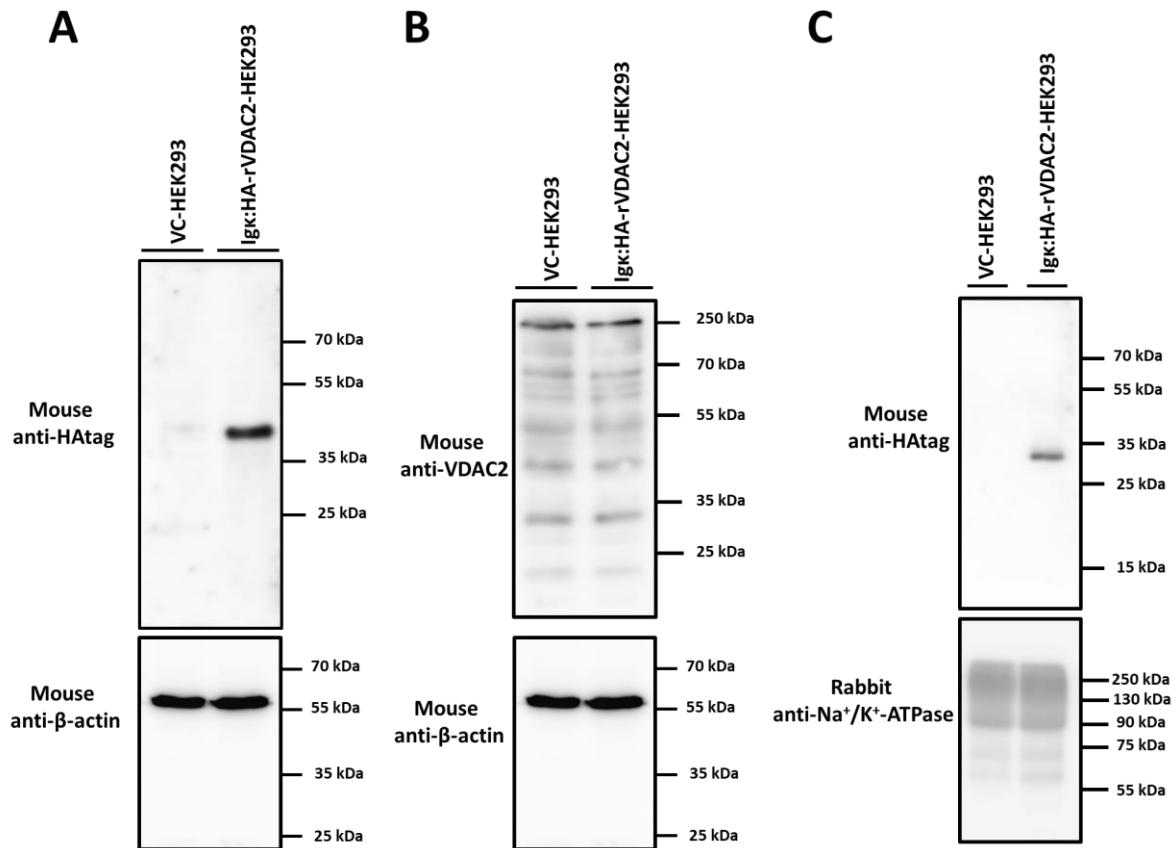 A
VC-HEK293
Igκ:HA-rVDAC2-HEK293
Mouse
anti-HAtag
70 kDa
55 kDa
35 kDa
25 kDa
Mouse
anti-β-actin
70 kDa
55 kDa
35 kDa
25 kDa
B
VC-HEK293
Igκ:HA-rVDAC2-HEK293
Mouse
anti-VDAC2
250 kDa
70 kDa
55 kDa
35 kDa
25 kDa
Mouse
anti-β-actin
70 kDa
55 kDa
35 kDa
25 kDa
C
VC-HEK293
Igκ:HA-rVDAC2-HEK293
Mouse
anti-HAtag
70 kDa
55 kDa
35 kDa
25 kDa
15 kDa
Rabbit
anti-Na⁺/K⁺-ATPase
250 kDa
130 kDa
90 kDa
75 kDa
55 kDa